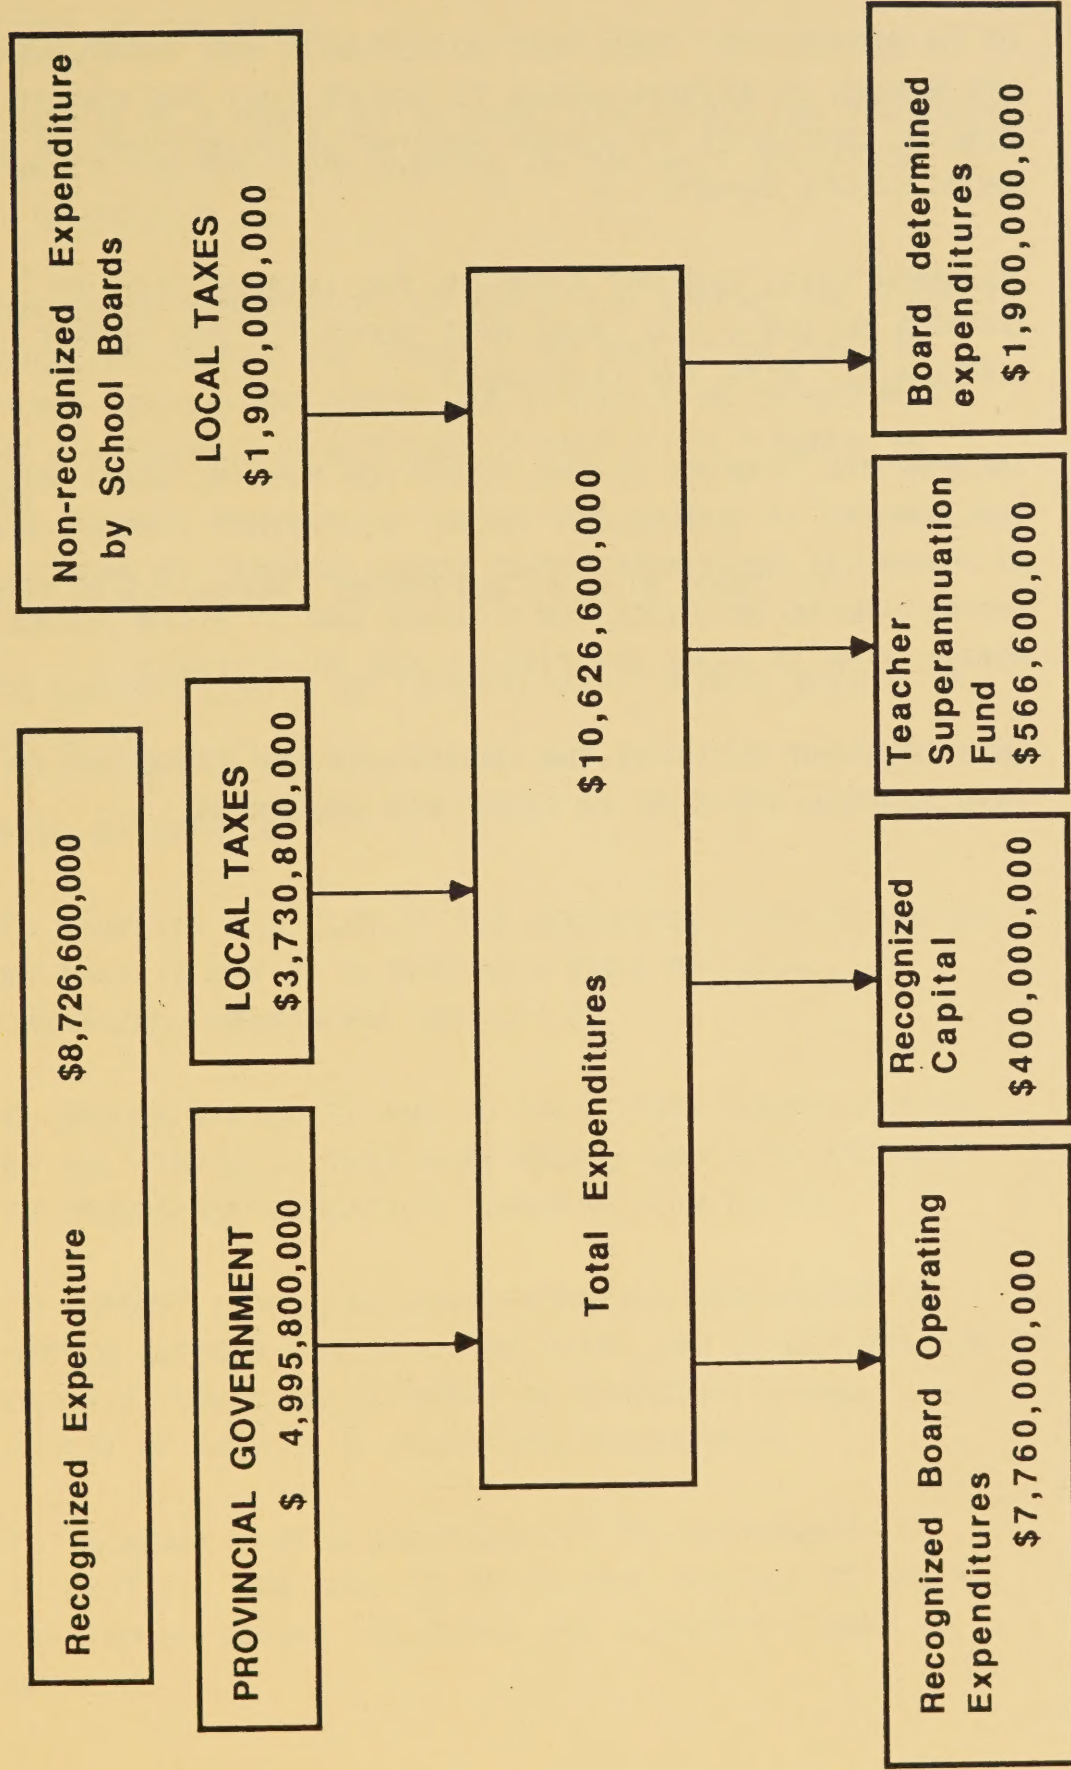 Recognized Expenditure $8,726,600,000
Non-recognized Expenditure
by School Boards
LOCAL TAXES
$1,900,000,000
PROVINCIAL GOVERNMENT
$ 4,995,800,000
LOCAL TAXES
$3,730,800,000
Total Expenditures $10,626,600,000
Recognized Board Operating
Expenditures
$7,760,000,000
Recognized
Capital
$400,000,000
Teacher
Superannuation
Fund
$566,600,000
Board determined
expenditures
$1,900,000,000